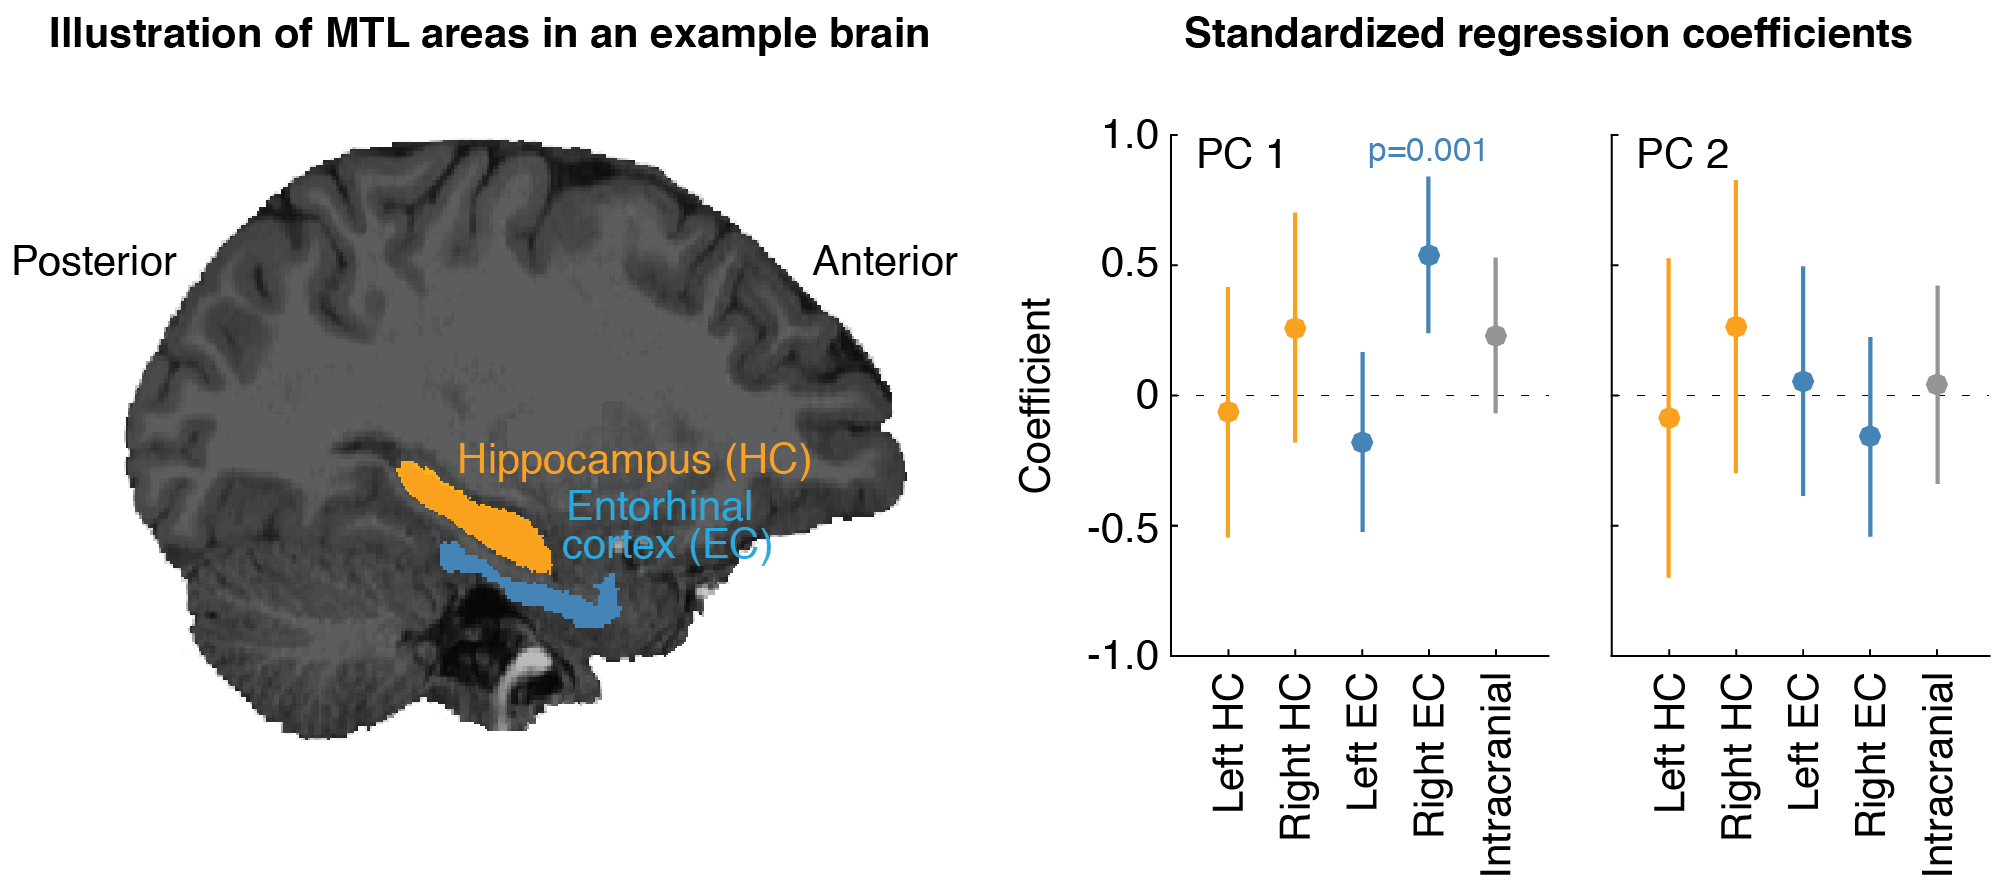 Illustration of MTL areas in an example brain
Posterior
Anterior
Hippocampus (HC)
Entorhinal
cortex (EC)
Standardized regression coefficients
Coefficient
1.0
0.5
0
-0.5
-1.0
PC 1
p=0.001
Left HC
Right HC
Left EC
Right EC
Intracranial
PC 2
Left HC
Right HC
Left EC
Right EC
Intracranial